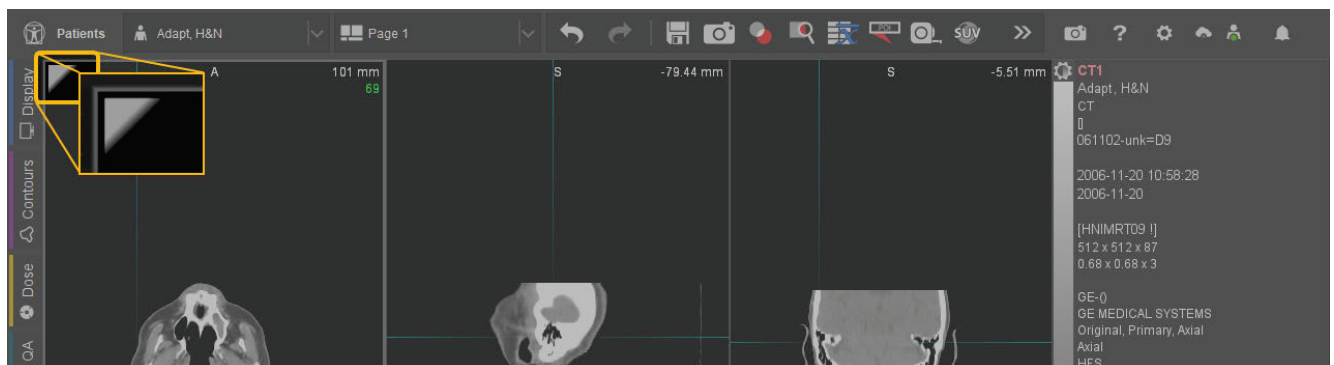 Patients
Adapt, H&N
Page 1
POI
SUV
?
A
101 mm
69
S
-79.44 mm
S
-5.51 mm
Display
Contours
Dose
QA
CT1
Adapt, H&N
CT
[]
061102-unk=D9
2006-11-20 10:58:28
2006-11-20
[HNIMRT09 !]
512 x 512 x 87
0.68 x 0.68 x 3
GE-()
GE MEDICAL SYSTEMS
Original, Primary, Axial
Axial
HFS